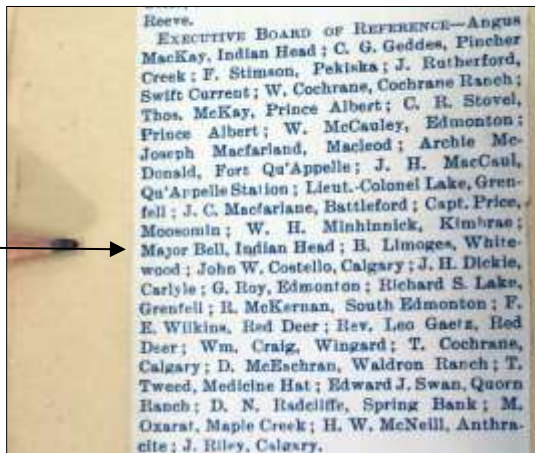 Reeve.
EXECUTIVE BOARD OF REFERENCE—Angus
MacKay, Indian Head; C. G. Geddes, Pincher
Creek; F. Stimson, Pekiska; J. Rutherford,
Swift Current; W. Cochrane, Cochrane Ranch;
Thos. McKay, Prince Albert; C. R. Stovel,
Prince Albert; W. McCauley, Edmonton;
Joseph Macfarland, Macleod; Archie Mc-
Donald, Fort Qu'Appelle; J. H. MacCaul,
Qu'Appelle Station; Lieut.-Colonel Lake, Gren-
fell; J. C. Macfarlane, Battleford; Capt. Price,
Moosomin; W. H. Minhinnick, Kimbrae;
Major Bell, Indian Head; B. Limoges, White-
wood; John W. Costello, Calgary; J. H. Dickie,
Carlyle; G. Roy, Edmonton; Richard S. Lake,
Grenfell; R. McKernan, South Edmonton; F.
E. Wilkins, Red Deer; Rev. Leo Gaetz, Red
Deer; Wm. Craig, Wingard; T. Cochrane,
Calgary; D. McEachran, Waldron Ranch; T.
Tweed, Medicine Hat; Edward J. Swan, Quorn
Ranch; D. N. Radcliffe, Spring Bank; M.
Oxarat, Maple Creek; H. W. McNeill, Anthra-
cite; J. Riley, Calgary.